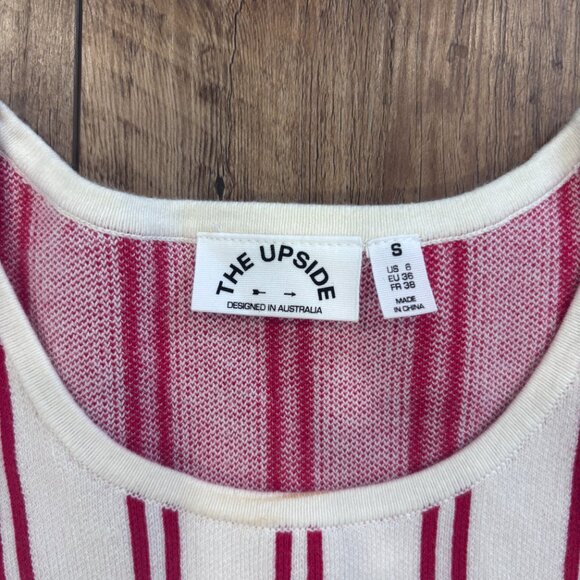 THE UPSIDE
DESIGNED IN AUSTRALIA
S
US 6
EU 36
FR 38
MADE
IN CHINA